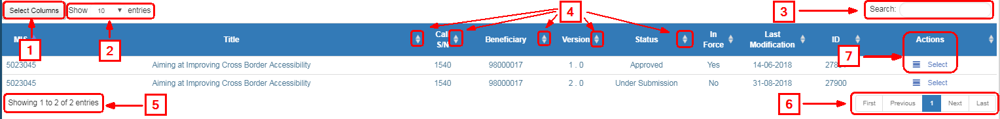 Select Columns Show 10 entries 4 3 Search:
1 2
MIS Title Call S/N Beneficiary Version Status In Force Last Modification ID Actions
7
5023045 Aiming at Improving Cross Border Accessibility 1540 98000017 1 . 0 Approved Yes 14-06-2018 Select
5023045 Aiming at Improving Cross Border Accessibility 1540 98000017 2 . 0 Under Submission No 31-08-2018 27900 Select
Showing 1 to 2 of 2 entries 5 6 First Previous 1 Next Last